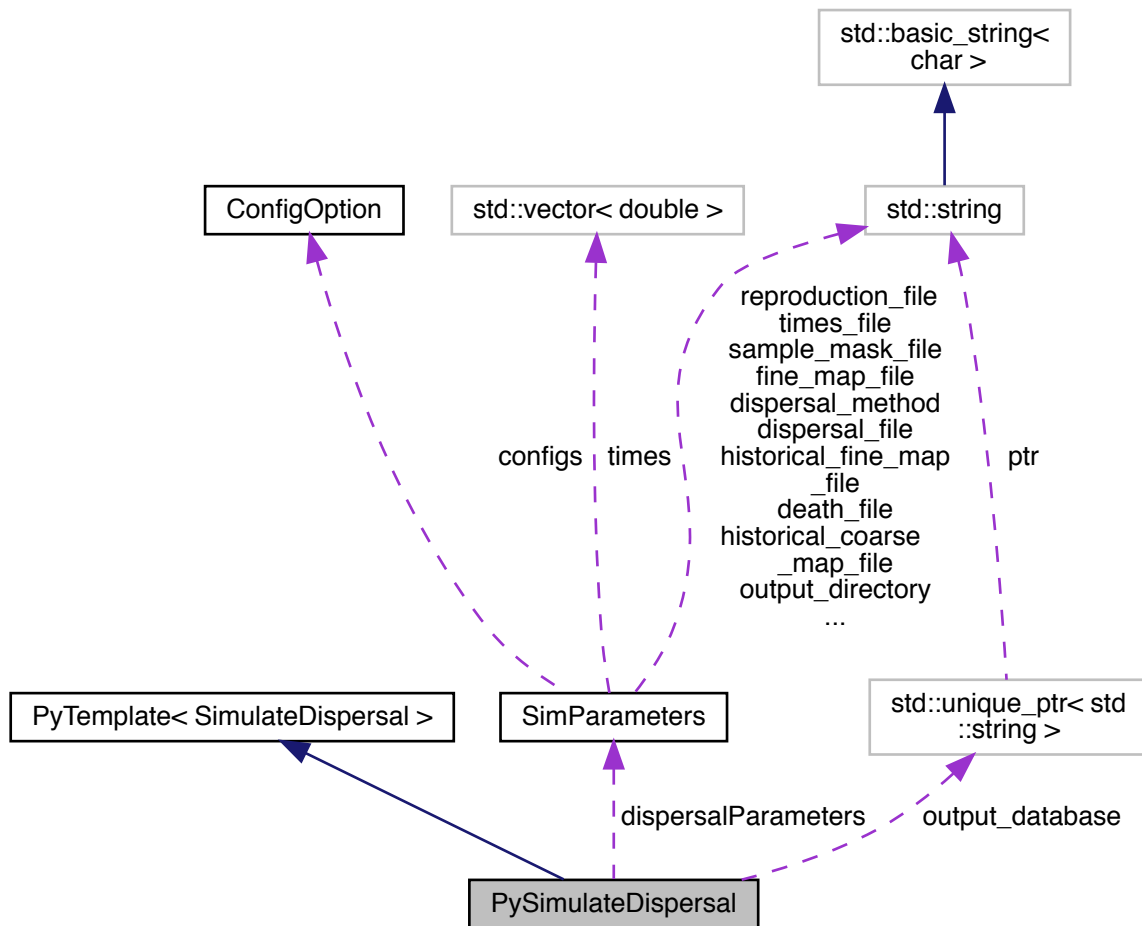 std::basic_string<
char >
ConfigOption
std::vector< double >
std::string
reproduction_file
times_file
sample_mask_file
fine_map_file
dispersal_method
dispersal_file
historical_fine_map
_file
death_file
historical_coarse
_map_file
output_directory
...
configs
times
ptr
PyTemplate< SimulateDispersal >
SimParameters
std::unique_ptr< std
::string >
dispersalParameters
output_database
PySimulateDispersal